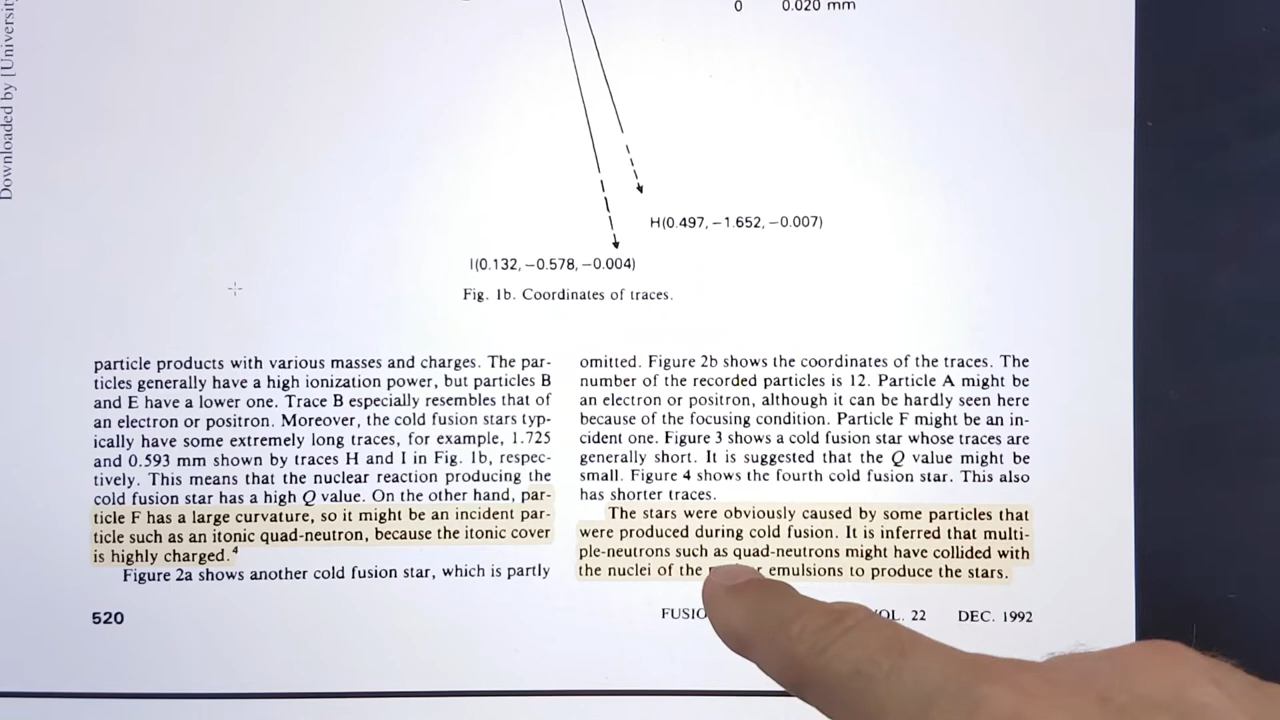 Downloaded by [University
0 0.020 mm
H(0.497, −1.652, −0.007)
I(0.132, −0.578, −0.004)
Fig. 1b. Coordinates of traces.
particle products with various masses and charges. The par-
ticles generally have a high ionization power, but particles B
and E have a lower one. Trace B especially resembles that of
an electron or positron. Moreover, the cold fusion stars typ-
ically have some extremely long traces, for example, 1.725
and 0.593 mm shown by traces H and I in Fig. 1b, respec-
tively. This means that the nuclear reaction producing the
cold fusion star has a high Q value. On the other hand, par-
ticle F has a large curvature, so it might be an incident par-
ticle such as an itonic quad-neutron, because the itonic cover
is highly charged.⁴
Figure 2a shows another cold fusion star, which is partly
omitted. Figure 2b shows the coordinates of the traces. The
number of the recorded particles is 12. Particle A might be
an electron or positron, although it can be hardly seen here
because of the focusing condition. Particle F might be an in-
cident one. Figure 3 shows a cold fusion star whose traces are
generally short. It is suggested that the Q value might be
small. Figure 4 shows the fourth cold fusion star. This also
has shorter traces.
The stars were obviously caused by some particles that
were produced during cold fusion. It is inferred that multi-
ple-neutrons such as quad-neutrons might have collided with
the nuclei of the emulsions to produce the stars.
520
FUSIO OL. 22 DEC. 1992